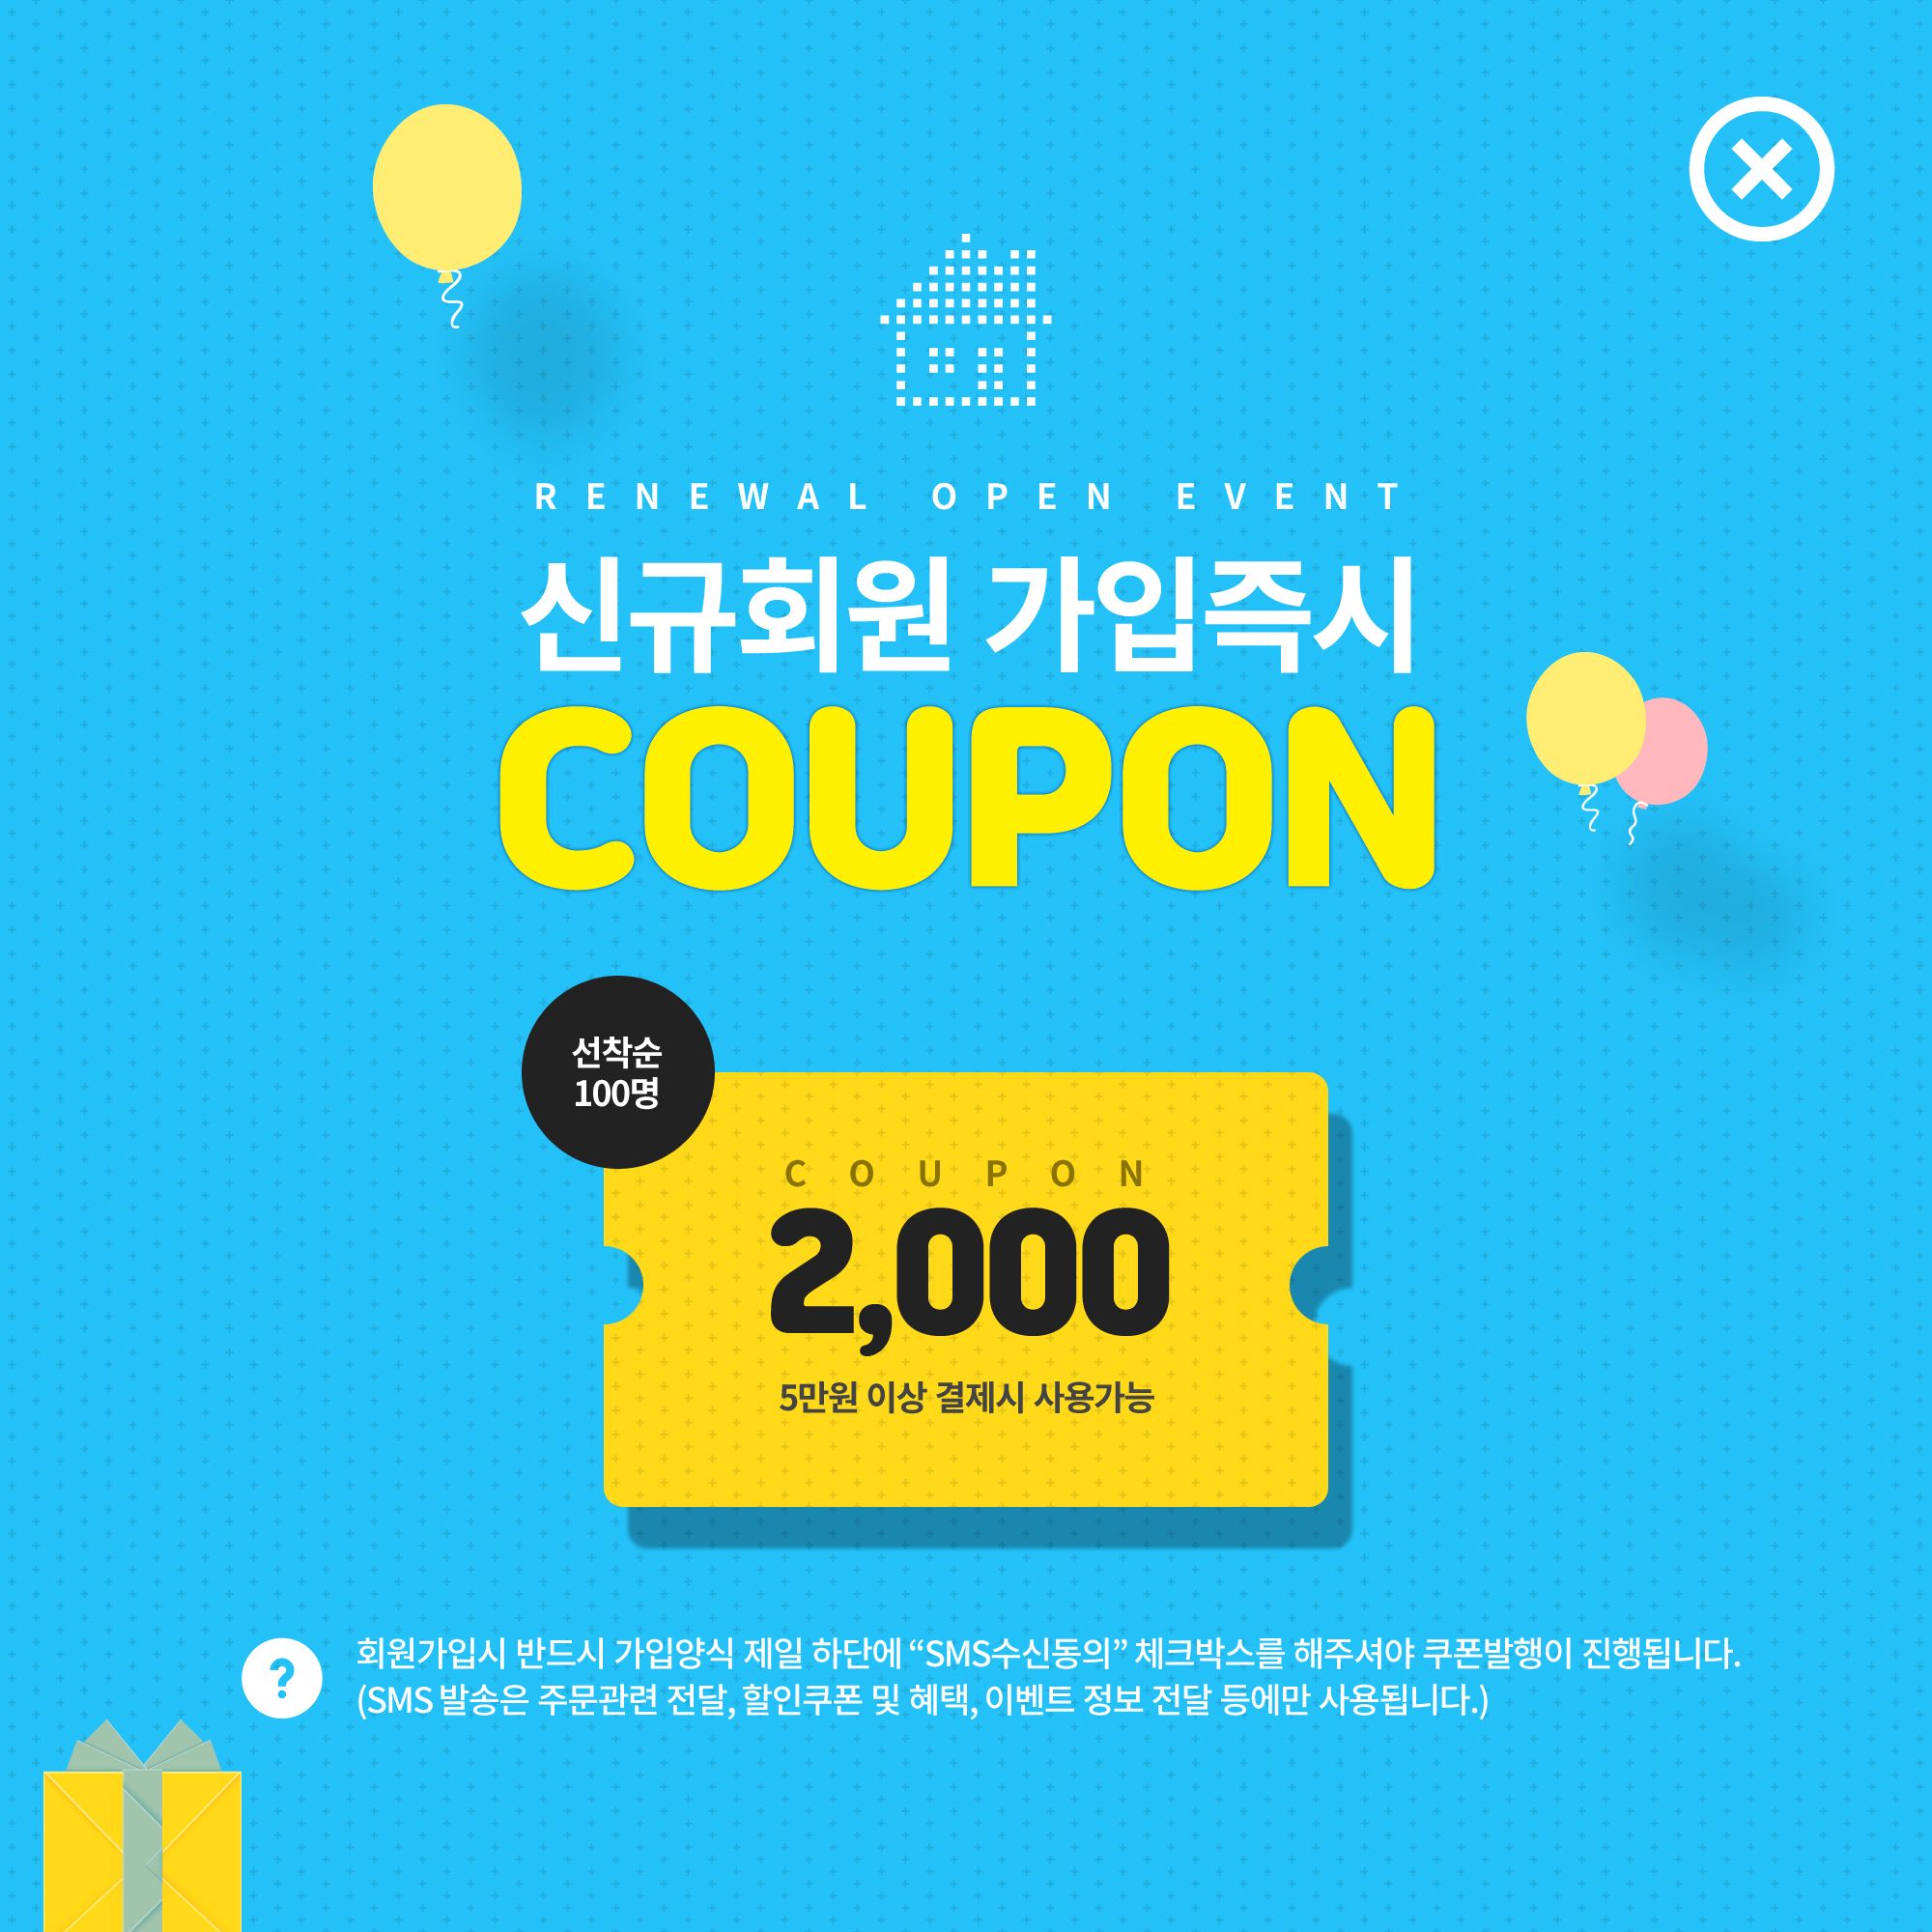 RENEWAL OPEN EVENT
신규회원 가입즉시
COUPON
선착순
100명
COUPON
2,000
5만원 이상 결제시 사용가능
?
회원가입시 반드시 가입양식 제일 하단에 “SMS수신동의” 체크박스를 해주셔야 쿠폰발행이 진행됩니다.
(SMS 발송은 주문관련 전달, 할인쿠폰 및 혜택, 이벤트 정보 전달 등에만 사용됩니다.)